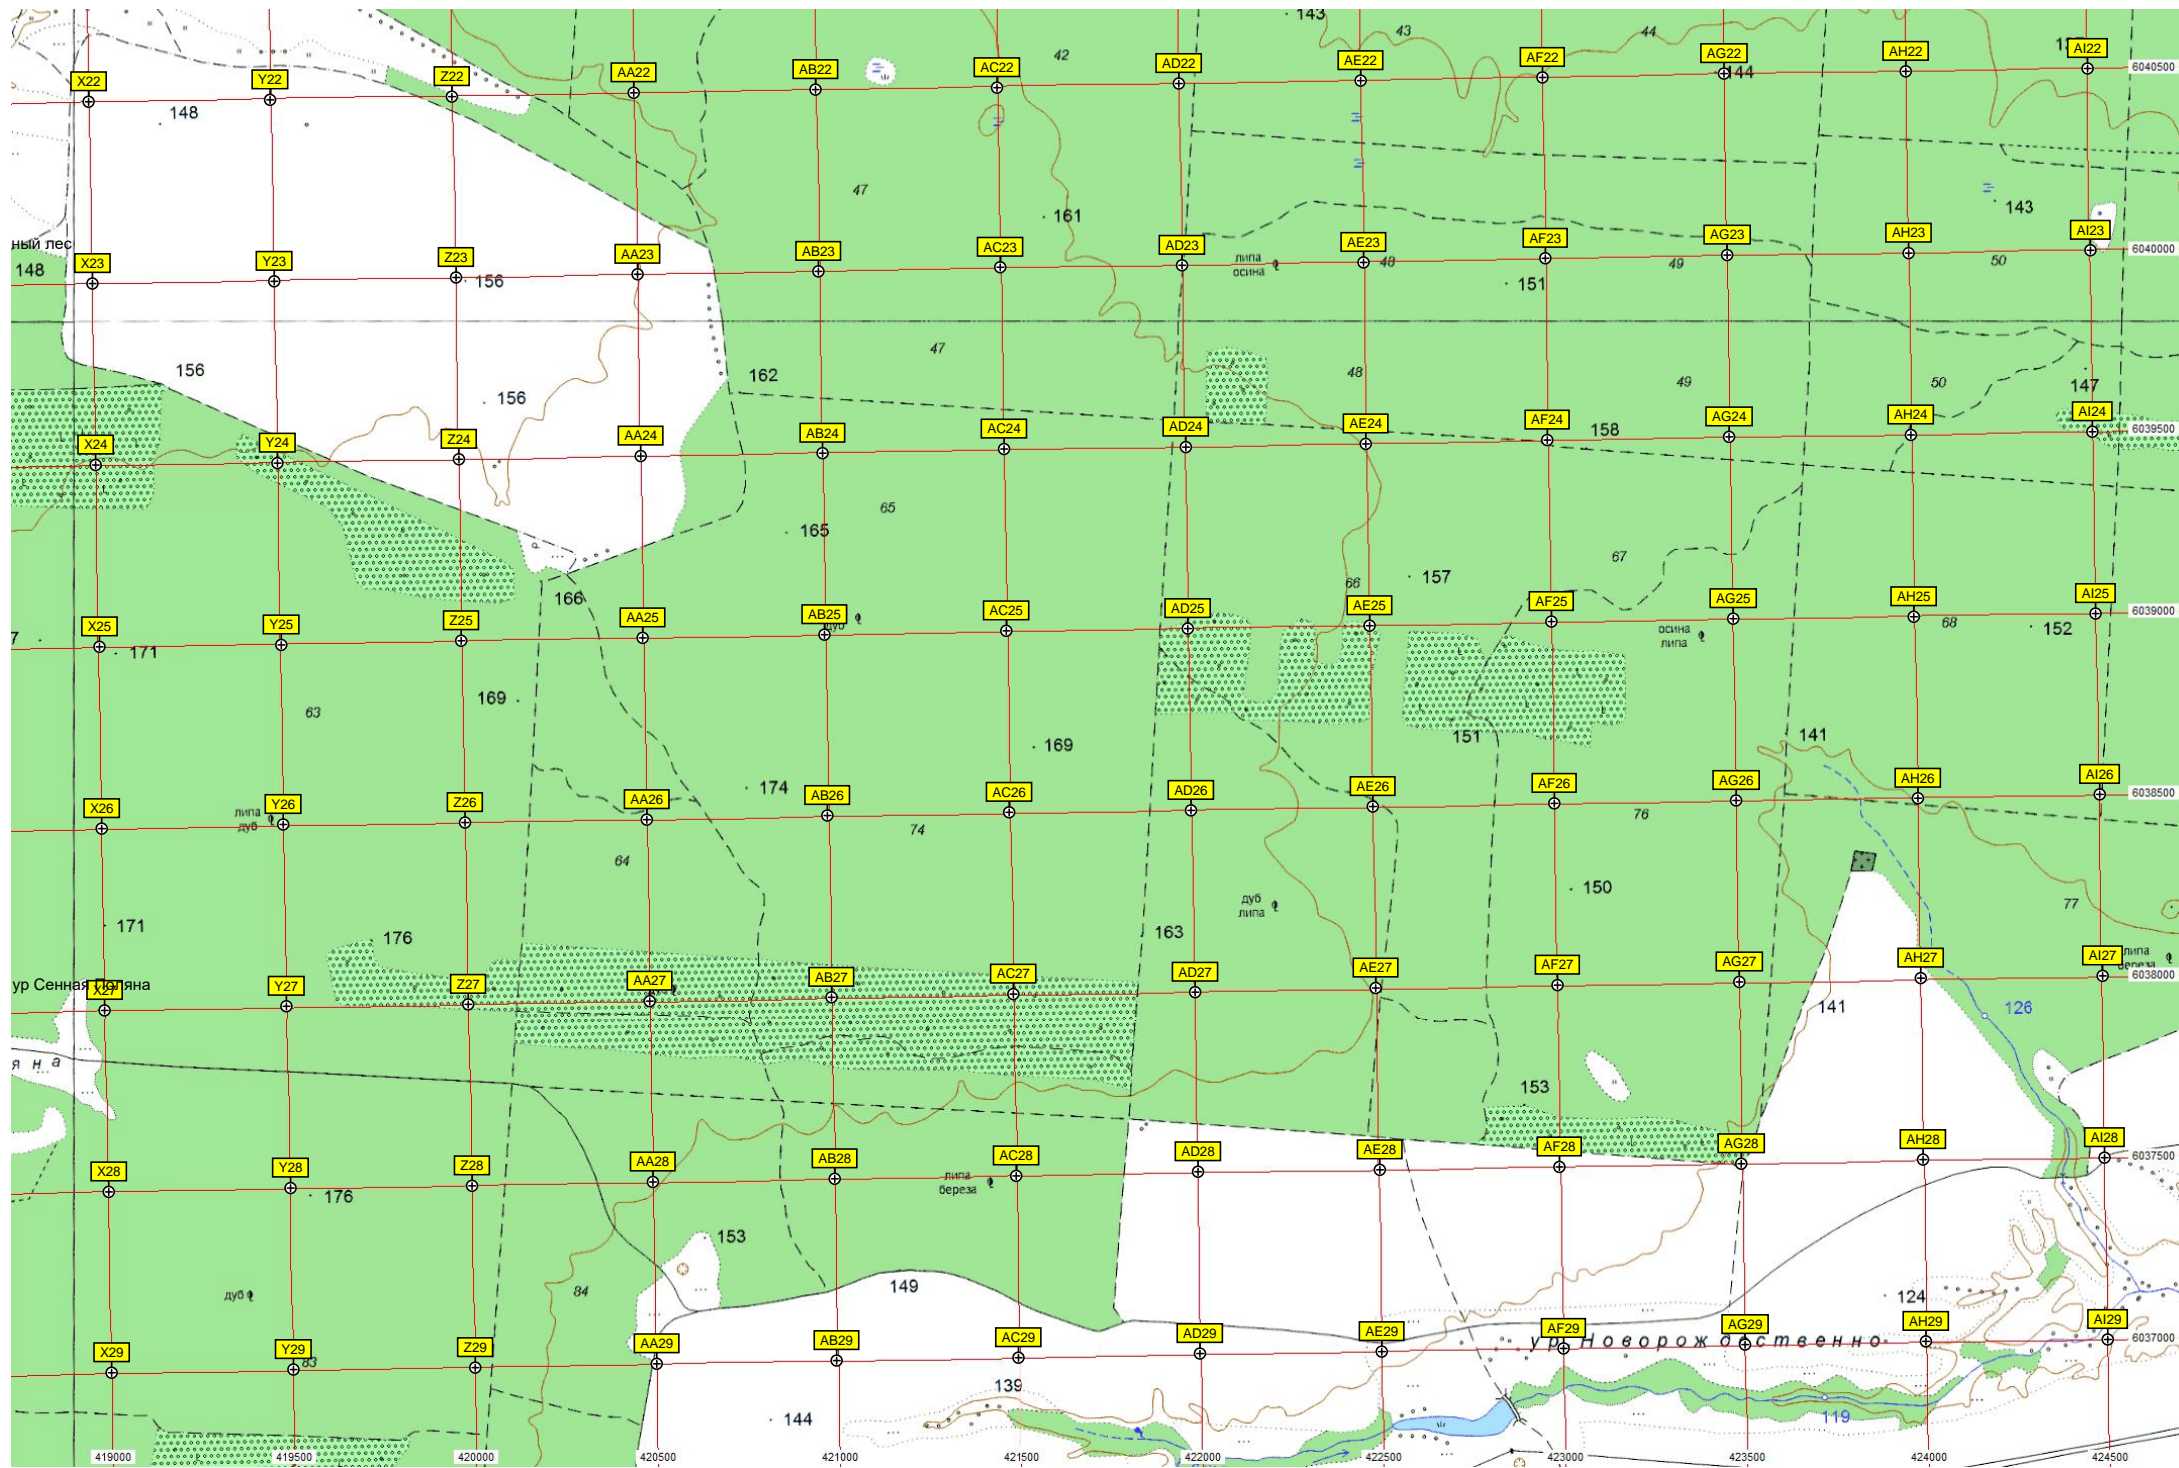 143
43
44
42
X22 Y22 Z22 AA22 AB22 AC22 AD22 AE22 AF22 AG22 AH22 AI22
6040500
144
148
47
161
143
ный лес
148
X23 Y23 Z23 AA23 AB23 AC23 AD23 AE23 AF23 AG23 AH23 AI23
6040000
липа
осина
48
49
50
156
151
47
156
162
48
49
50
147
156
X24 Y24 Z24 AA24 AB24 AC24 AD24 AE24 AF24 AG24 AH24 AI24
6039500
158
65
165
67
157
66
166
X25 Y25 Z25 AA25 AB25 AC25 AD25 AE25 AF25 AG25 AH25 AI25
6039000
дуб
68
152
осина
липа
7
171
169
63
151
141
169
174
X26 Y26 Z26 AA26 AB26 AC26 AD26 AE26 AF26 AG26 AH26 AI26
6038500
липа
дуб
74
76
64
150
дуб
липа
77
171
176
163
липа
береза
X27 Y27 Z27 AA27 AB27 AC27 AD27 AE27 AF27 AG27 AH27 AI27
6038000
ур Сенная Поляна
141
126
яна
153
X28 Y28 Z28 AA28 AB28 AC28 AD28 AE28 AF28 AG28 AH28 AI28
6037500
липа
береза
176
153
149
84
дуб
124
X29 Y29 Z29 AA29 AB29 AC29 AD29 AE29 AF29 AG29 AH29 AI29
6037000
ур Новорождественно
83
139
144
119
419000 419500 420000 420500 421000 421500 422000 422500 423000 423500 424000 424500